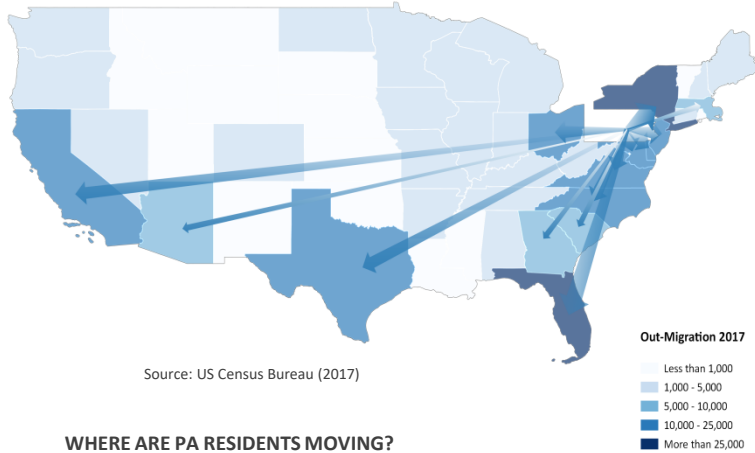 Out-Migration 2017
Less than 1,000
1,000 - 5,000
5,000 - 10,000
10,000 - 25,000
More than 25,000
Source: US Census Bureau (2017)
WHERE ARE PA RESIDENTS MOVING?